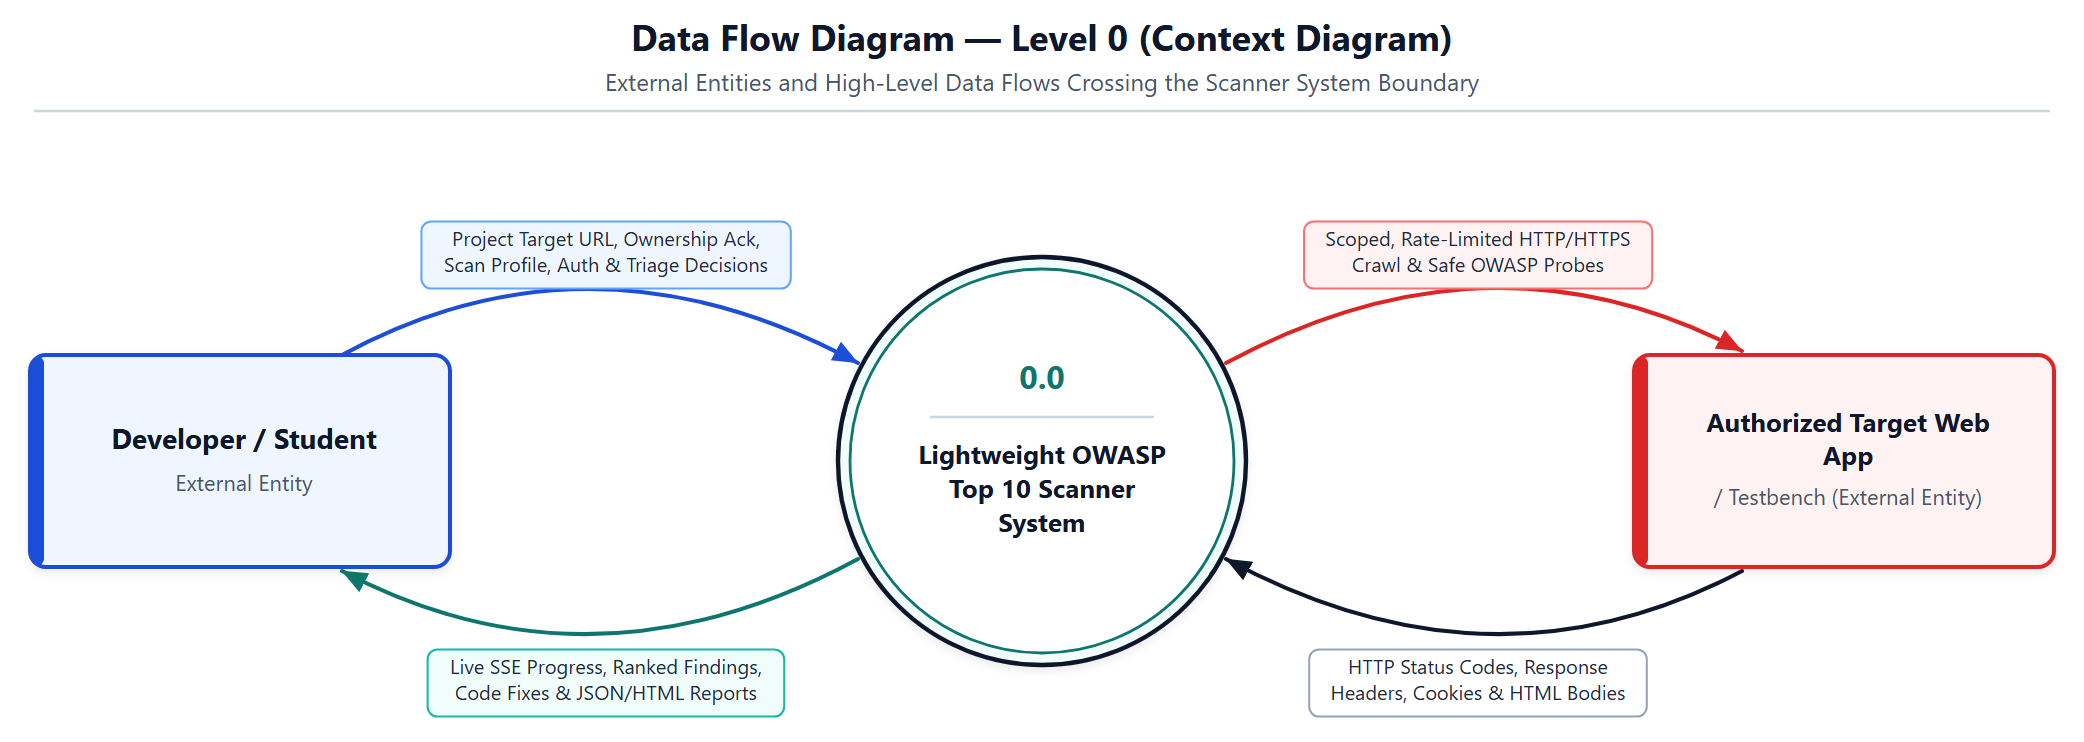 Data Flow Diagram — Level 0 (Context Diagram)
External Entities and High-Level Data Flows Crossing the Scanner System Boundary
Project Target URL, Ownership Ack,
Scan Profile, Auth & Triage Decisions
Scoped, Rate-Limited HTTP/HTTPS
Crawl & Safe OWASP Probes
Developer / Student
External Entity
0.0
Lightweight OWASP
Top 10 Scanner
System
Authorized Target Web
App
/ Testbench (External Entity)
Live SSE Progress, Ranked Findings,
Code Fixes & JSON/HTML Reports
HTTP Status Codes, Response
Headers, Cookies & HTML Bodies